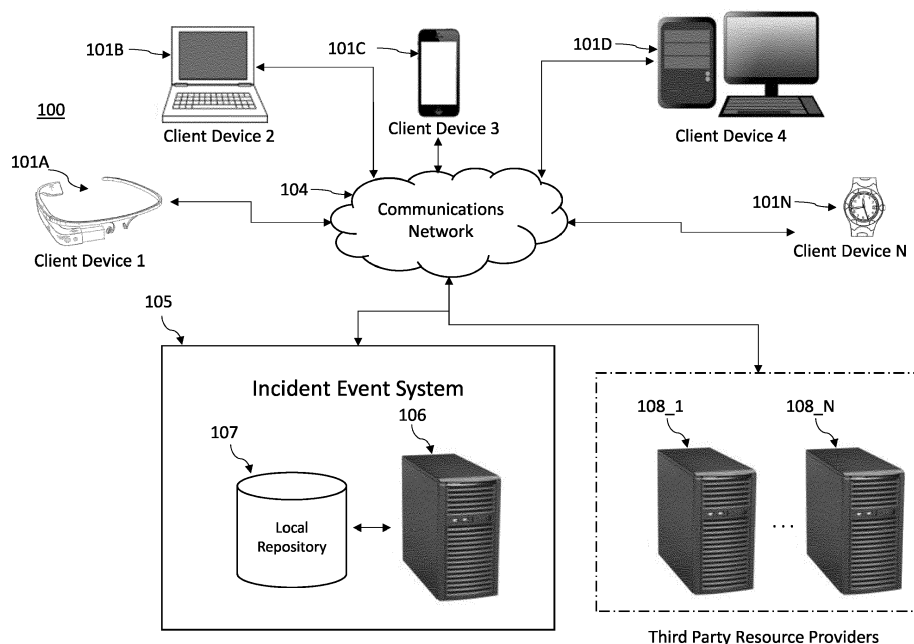 101B
101C
101D
100
Client Device 2
Client Device 3
Client Device 4
101A
104
Communications
Network
101N
Client Device 1
Client Device N
105
Incident Event System
106
107
Local
Repository
108_1
108_N
...
Third Party Resource Providers